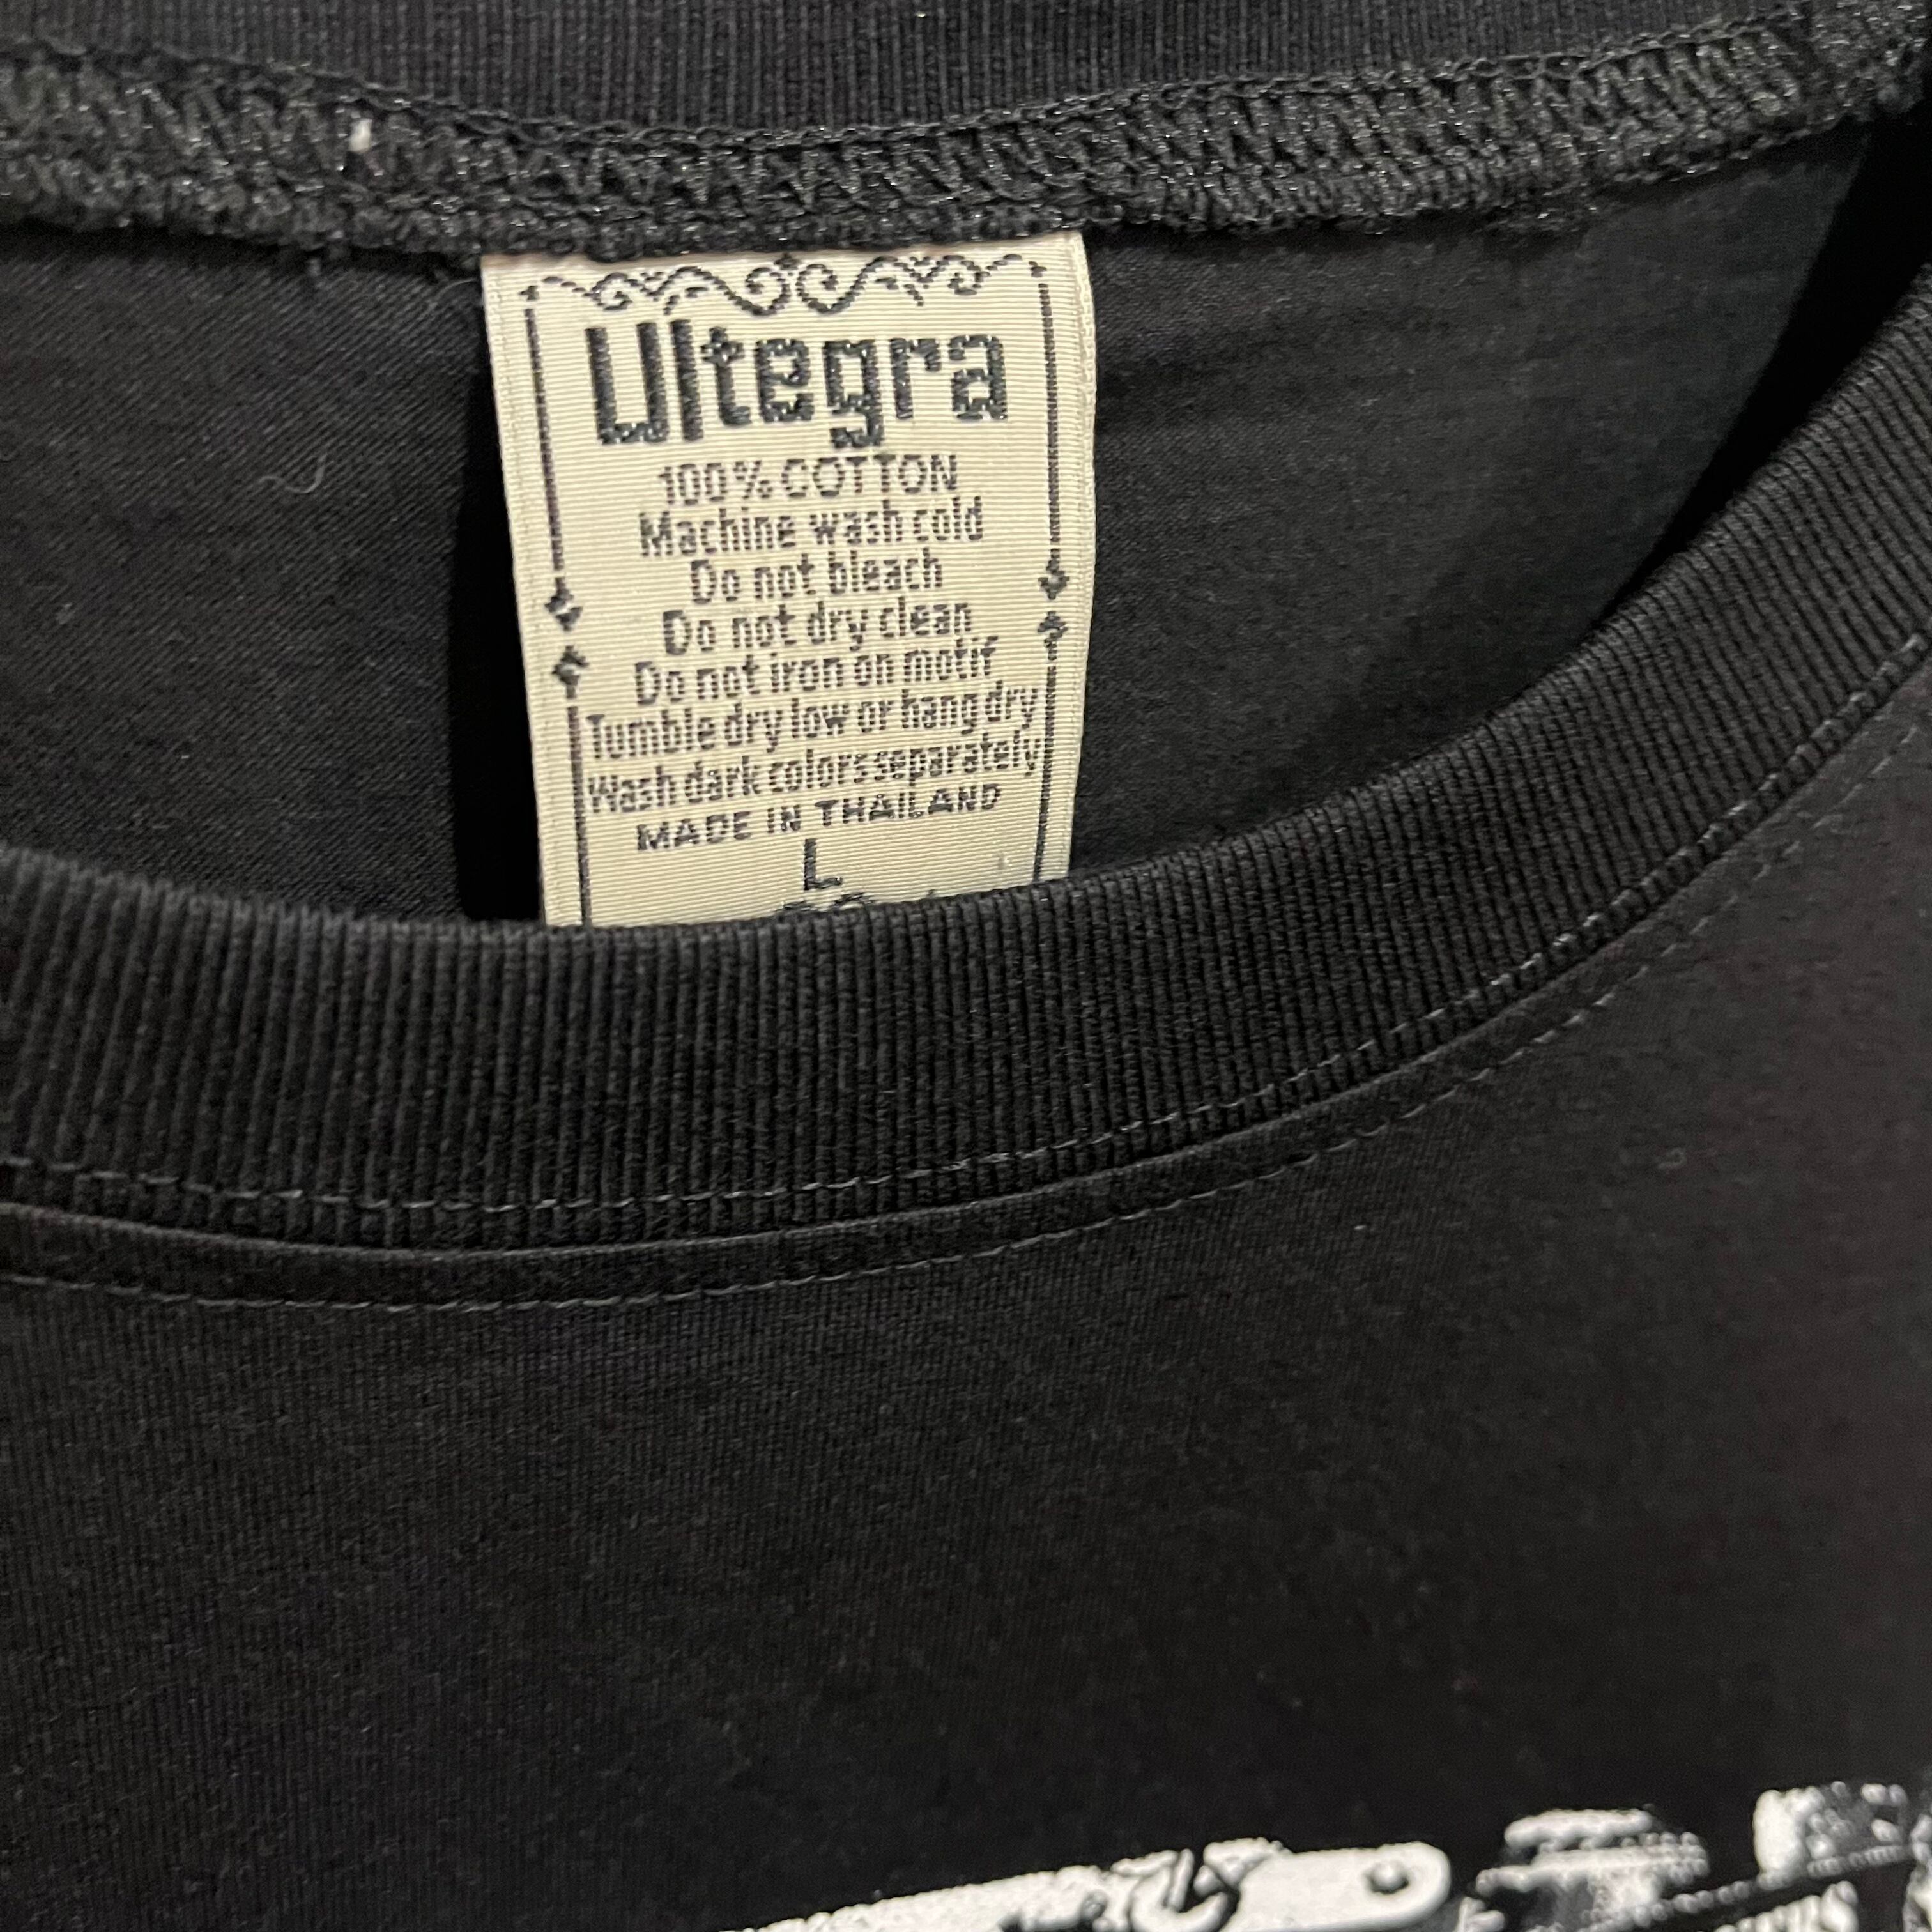 Ultegra
100% COTTON
Machine wash cold
Do not bleach
Do not dry clean
Do not iron on motif
Tumble dry low or hang dry
Wash dark colors separately
MADE IN THAILAND
L